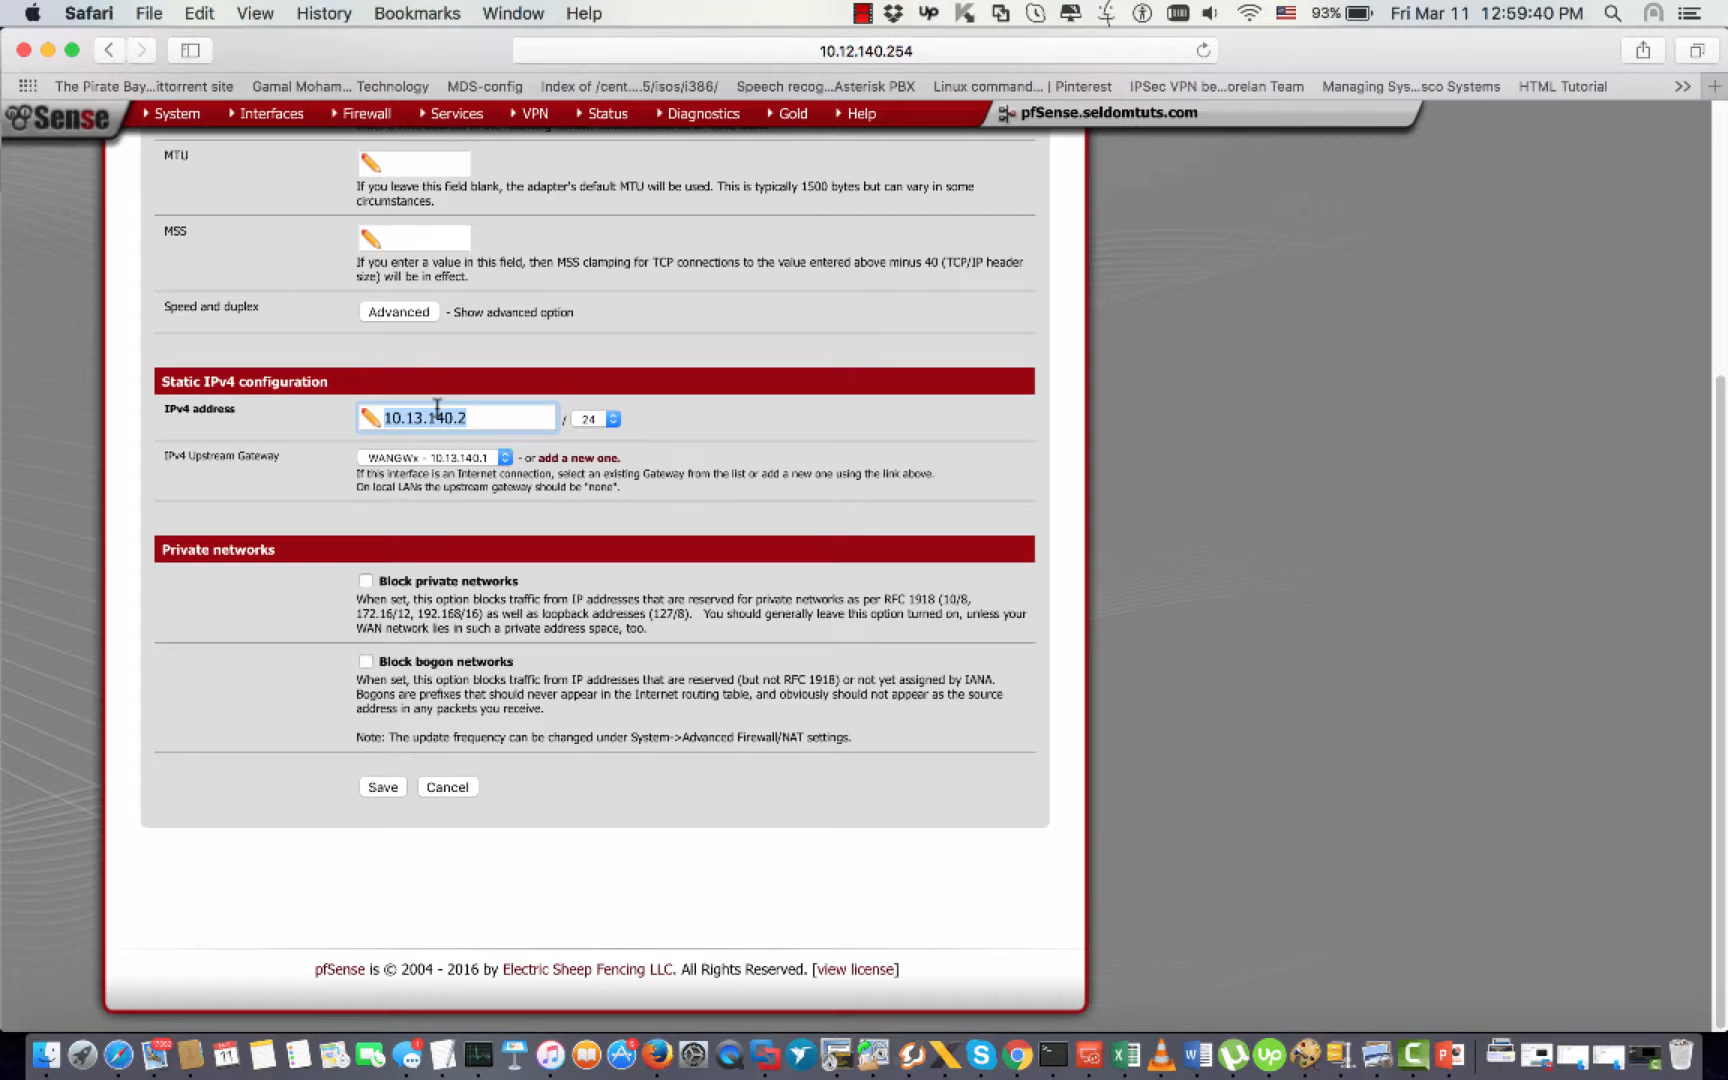 Safari File Edit View History Bookmarks Window Help UP 93% Fri Mar 11 12:59:40 PM
10.12.140.254
The Pirate Bay...ittorrent site Gamal Moham... Technology MDS-config Index of /cent....5/isos/i386/ Speech recog...Asterisk PBX Linux command... | Pinterest IPSec VPN be...orelan Team Managing Sys...sco Systems HTML Tutorial >>
Sense System Interfaces Firewall Services VPN Status Diagnostics Gold Help pfSense.seldomtuts.com
MTU
If you leave this field blank, the adapter's default MTU will be used. This is typically 1500 bytes but can vary in some
circumstances.
MSS
If you enter a value in this field, then MSS clamping for TCP connections to the value entered above minus 40 (TCP/IP header
size) will be in effect.
Speed and duplex Advanced - Show advanced option
Static IPv4 configuration
IPv4 address 10.13.140.2 / 24
IPv4 Upstream Gateway WANGWx - 10.13.140.1 - or add a new one.
If this interface is an Internet connection, select an existing Gateway from the list or add a new one using the link above.
On local LANs the upstream gateway should be "none".
Private networks
Block private networks
When set, this option blocks traffic from IP addresses that are reserved for private networks as per RFC 1918 (10/8,
172.16/12, 192.168/16) as well as loopback addresses (127/8). You should generally leave this option turned on, unless your
WAN network lies in such a private address space, too.
Block bogon networks
When set, this option blocks traffic from IP addresses that are reserved (but not RFC 1918) or not yet assigned by IANA.
Bogons are prefixes that should never appear in the Internet routing table, and obviously should not appear as the source
address in any packets you receive.
Note: The update frequency can be changed under System->Advanced Firewall/NAT settings.
Save Cancel
pfSense is © 2004 - 2016 by Electric Sheep Fencing LLC. All Rights Reserved. [view license]